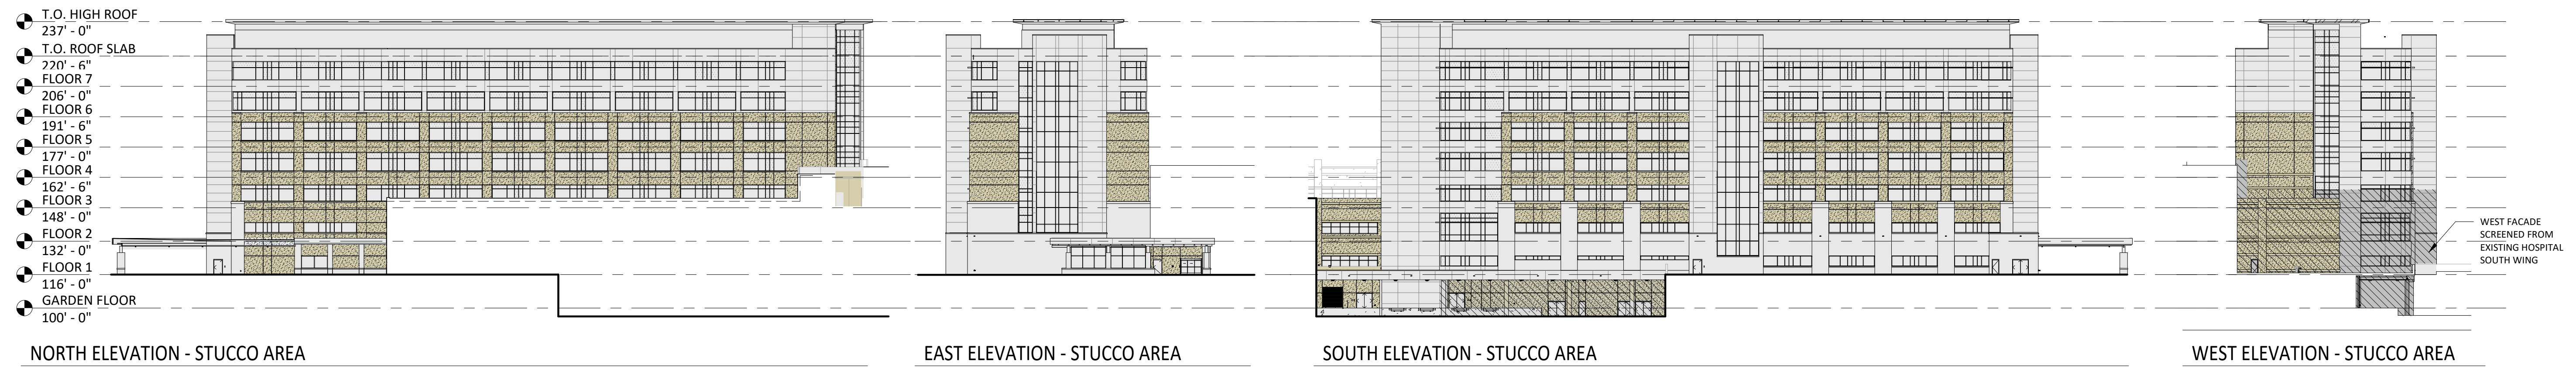 T.O. HIGH ROOF
237' - 0"
T.O. ROOF SLAB
220' - 6"
FLOOR 7
206' - 0"
FLOOR 6
191' - 6"
FLOOR 5
177' - 0"
FLOOR 4
162' - 6"
FLOOR 3
148' - 0"
FLOOR 2
132' - 0"
FLOOR 1
116' - 0"
GARDEN FLOOR
100' - 0"
WEST FACADE
SCREENED FROM
EXISTING HOSPITAL
SOUTH WING
NORTH ELEVATION - STUCCO AREA
EAST ELEVATION - STUCCO AREA
SOUTH ELEVATION - STUCCO AREA
WEST ELEVATION - STUCCO AREA